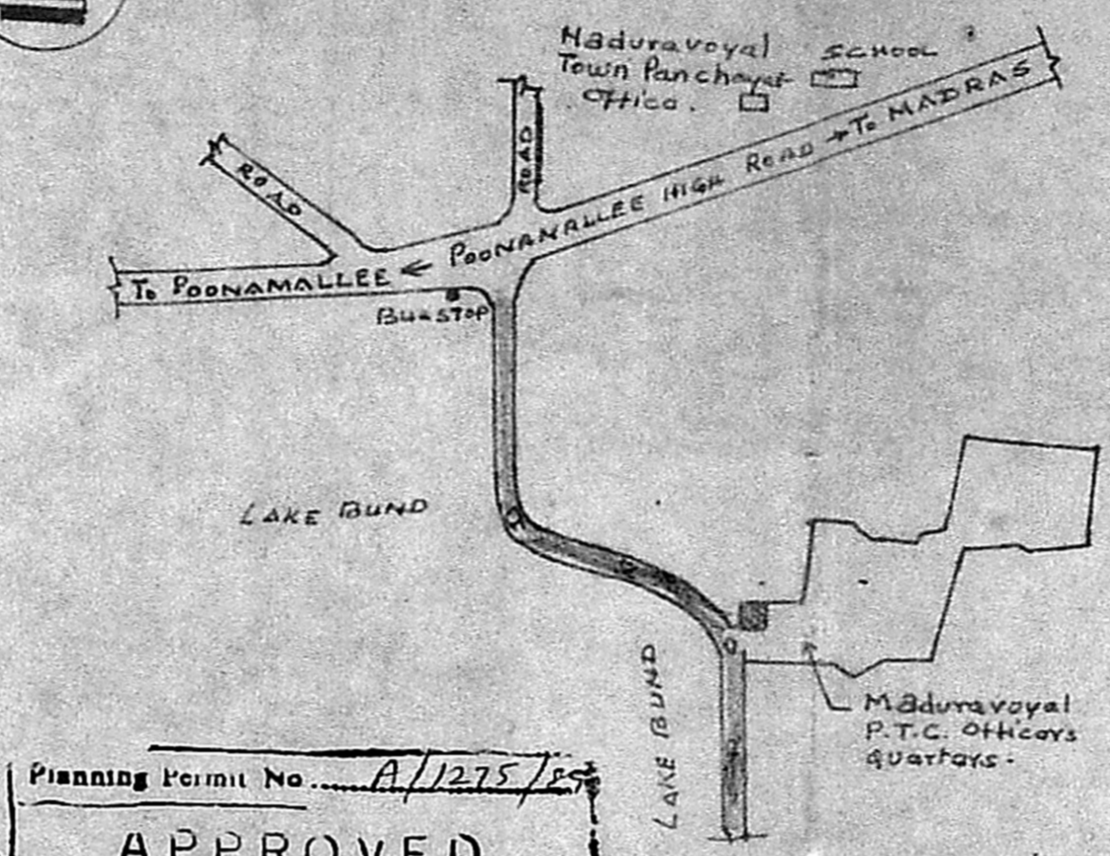 Maduravoyal
Town Panchayat
Office.
SCHOOL
ROAD
ROAD
POONAMALLEE HIGH ROAD → To MADRAS
To POONAMALLEE ←
BUS STOP
LAKE BUND
LAKE BUND
Maduravoyal
P.T.C. Officers
Quarters.
Planning Permit No..... A/1275/89
APPROVED